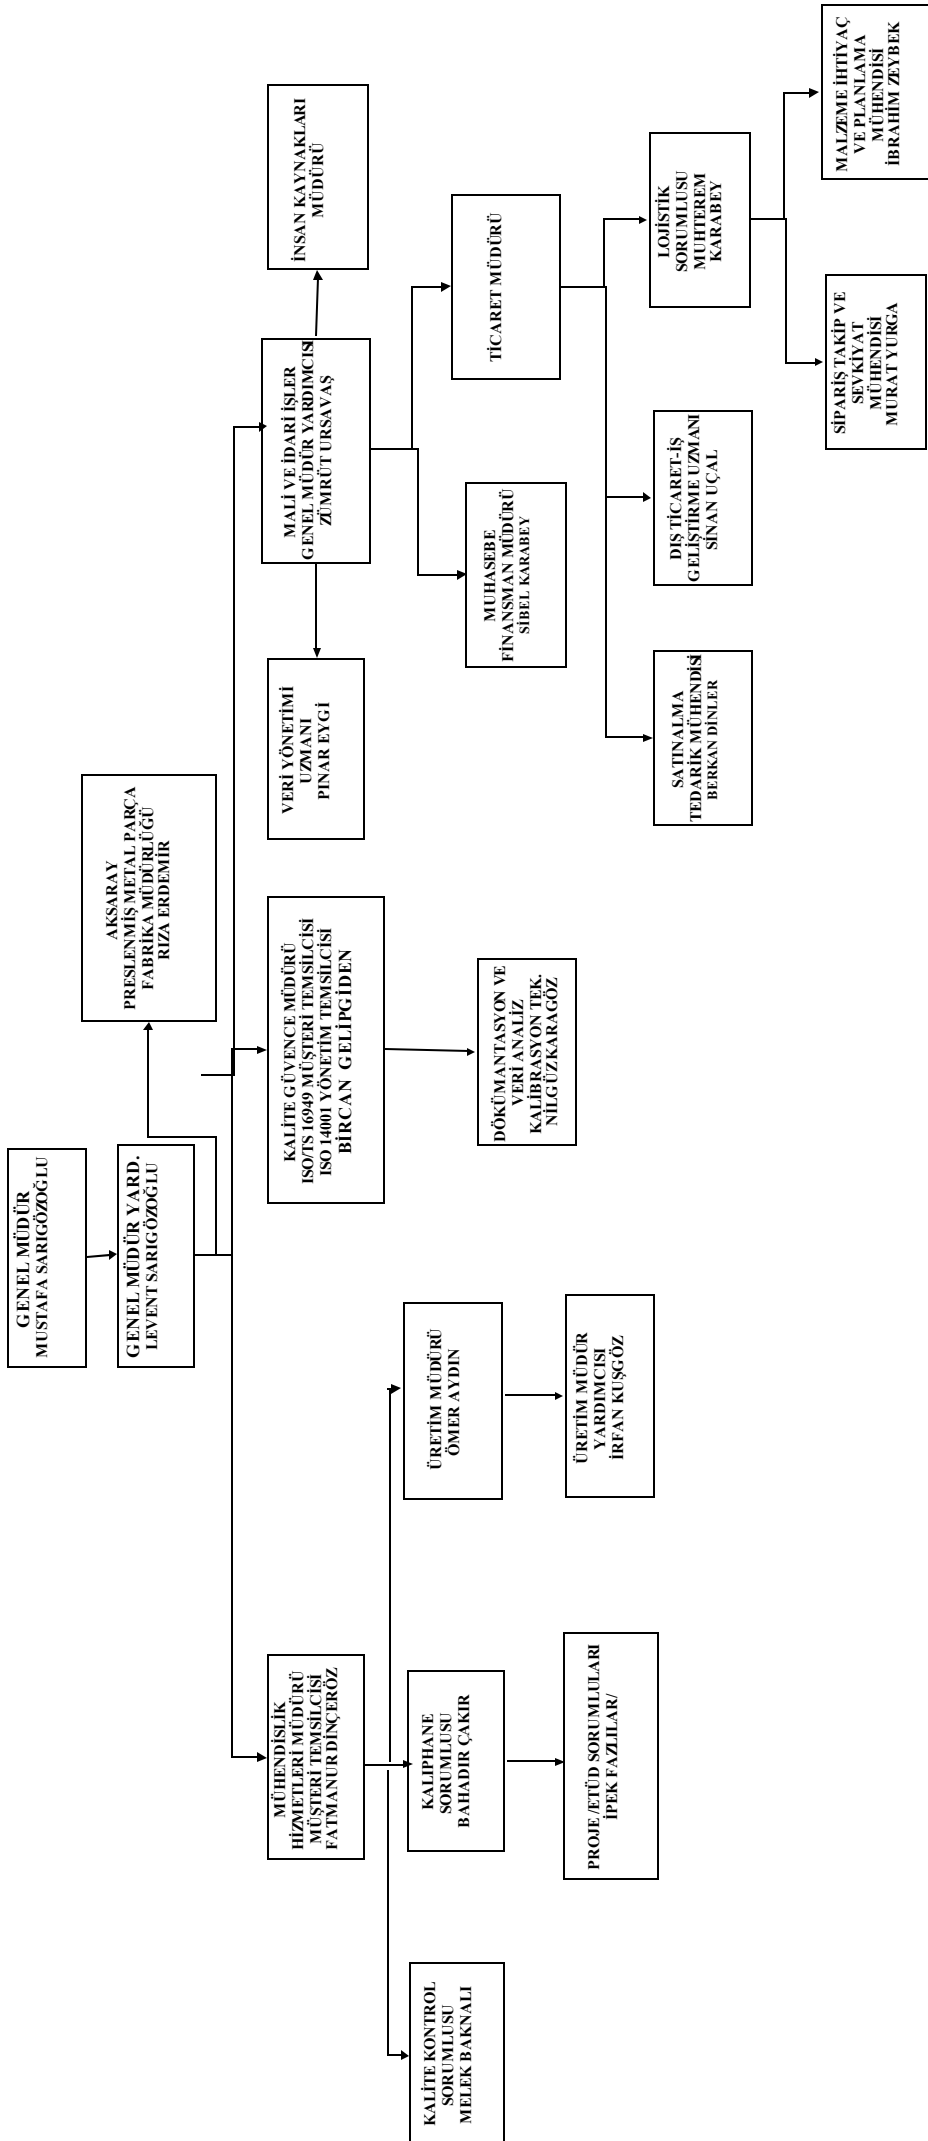 GENEL MÜDÜR
MUSTAFA SARIGÖZOĞLU
GENEL MÜDÜR YARD.
LEVENT SARIGÖZOĞLU
AKSARAY
PRESLENMİŞ METAL PARÇA
FABRİKA MÜDÜRLÜĞÜ
RIZA ERDEMİR
MÜHENDİSLİK
HİZMETLERİ MÜDÜRÜ
MÜŞTERİ TEMSİLCİSİ
FATMANUR DİNÇERÖZ
KALİTE GÜVENCE MÜDÜRÜ
ISO/TS 16949 MÜŞTERİ TEMSİLCİSİ
ISO 14001 YÖNETİM TEMSİLCİSİ
BİRCAN GELİPGİDEN
VERİ YÖNETİMİ
UZMANI
PINAR EYGİ
MALİ VE İDARİ İŞLER
GENEL MÜDÜR YARDIMCISI
ZÜMRÜT URSAVAŞ
İNSAN KAYNAKLARI
MÜDÜRÜ
KALİTE KONTROL
SORUMLUSU
MELEK BAKNALI
KALIPHANE
SORUMLUSU
BAHADIR ÇAKIR
ÜRETİM MÜDÜRÜ
ÖMER AYDIN
DÖKÜMANTASYON VE
VERİ ANALİZ
KALİBRASYON TEK.
NİLGÜZKARAGÖZ
MUHASEBE
FİNANSMAN MÜDÜRÜ
SİBEL KARABEY
TİCARET MÜDÜRÜ
PROJE /ETÜD SORUMLULARI
İPEK FAZLILAR/
ÜRETİM MÜDÜR
YARDIMCISI
İRFAN KUŞGÖZ
SATINALMA
TEDARİK MÜHENDİSİ
BERKAN DİNLER
DIŞ TİCARET-İŞ
GELİŞTİRME UZMANI
SİNAN UÇAL
LOJİSTİK
SORUMLUSU
MUHTEREM
KARABEY
SİPARİŞ TAKİP VE
SEVKİYAT
MÜHENDİSİ
MURAT YURGA
MALZEME İHTİYAÇ
VE PLANLAMA
MÜHENDİSİ
İBRAHİM ZEYBEK